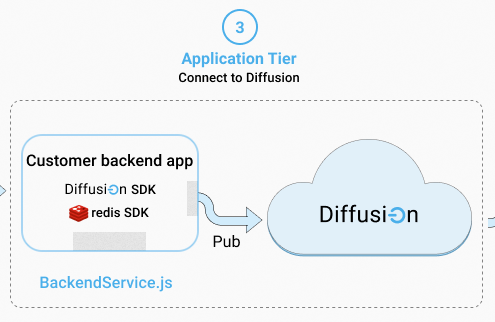 3
Application Tier
Connect to Diffusion
Customer backend app
Diffusion SDK
redis SDK
Pub
Diffusion
BackendService.js